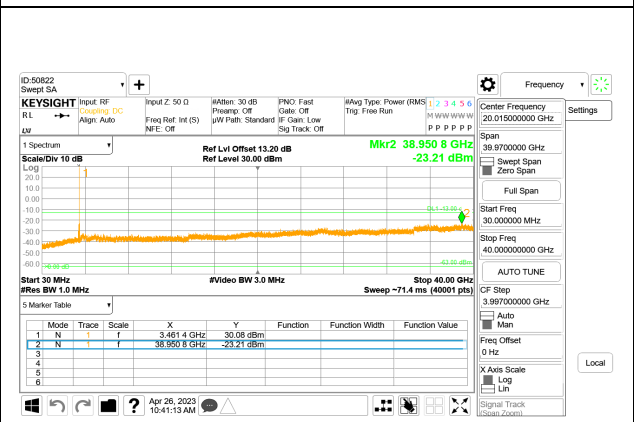 ID:50822
Swept SA
Frequency
KEYSIGHT Input: RF Input Z: 50 Ω #Atten: 30 dB PNO: Fast #Avg Type: Power (RMS 1 2 3 4 5 6
RL Coupling: DC Preamp: Off Gate: Off Trig: Free Run M W W W W W
Align: Auto Freq Ref: Int (S) µW Path: Standard IF Gain: Low
NFE: Off Sig Track: Off P P P P P P
LXI
1 Spectrum
Ref Lvl Offset 13.20 dB
Mkr2 38.950 8 GHz
Scale/Div 10 dB
Ref Level 30.00 dBm
-23.21 dBm
Log
1
20.0
10.0
0.00
-10.0
DL1 -13.00
2
-20.0
-30.0
-40.0
-50.0
-60.0
Start 30 MHz #Video BW 3.0 MHz Stop 40.00 GHz
#Res BW 1.0 MHz Sweep ~71.4 ms (40001 pts)
5 Marker Table
Mode Trace Scale X Y Function Function Width Function Value
1 N 1 f 3.461 4 GHz 30.08 dBm
2 N 1 f 38.950 8 GHz -23.21 dBm
3
4
5
6
Apr 26, 2023
10:41:13 AM
?
Center Frequency
20.015000000 GHz
Settings
Span
39.9700000 GHz
Swept Span
Zero Span
Full Span
Start Freq
30.000000 MHz
Stop Freq
40.000000000 GHz
AUTO TUNE
CF Step
3.997000000 GHz
Auto
Man
Freq Offset
0 Hz
X Axis Scale
Log
Lin
Local
Signal Track
(Span Zoom)